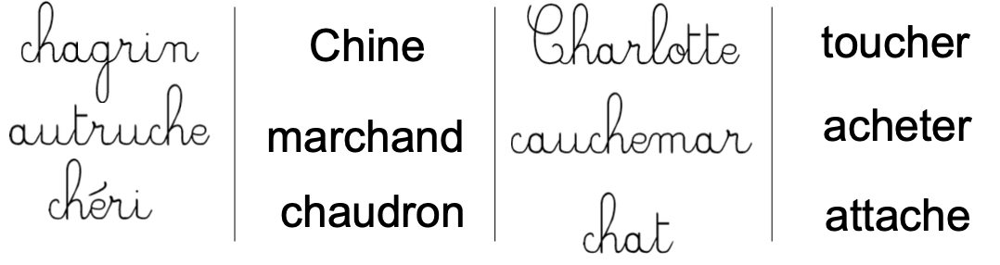 chagrin
autruche
chéri
Chine
marchand
chaudron
Charlotte
cauchemar
chat
toucher
acheter
attache